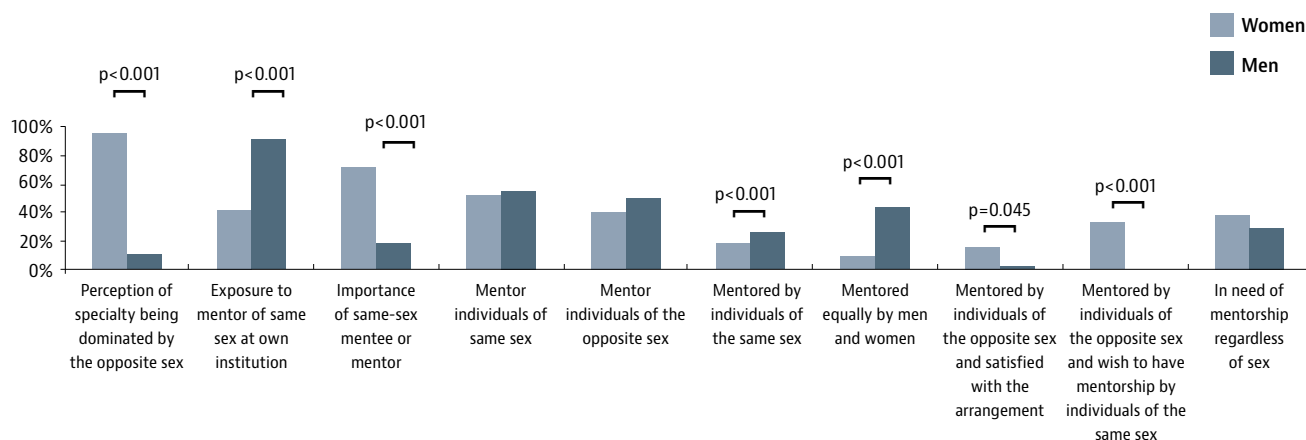 Women
Men
p<0.001
p<0.001
p<0.001
p<0.001
p<0.001
p=0.045
p<0.001
100%
80%
60%
40%
20%
0%
Perception of
specialty being
dominated by
the opposite sex
Exposure to
mentor of same
sex at own
institution
Importance
of same-sex
mentee or
mentor
Mentor
individuals of
same sex
Mentor
individuals of the
opposite sex
Mentored by
individuals of
the same sex
Mentored
equally by men
and women
Mentored by
individuals of
the opposite sex
and satisfied
with the
arrangement
Mentored by
individuals of
the opposite sex
and wish to have
mentorship by
individuals of the
same sex
In need of
mentorship
regardless
of sex